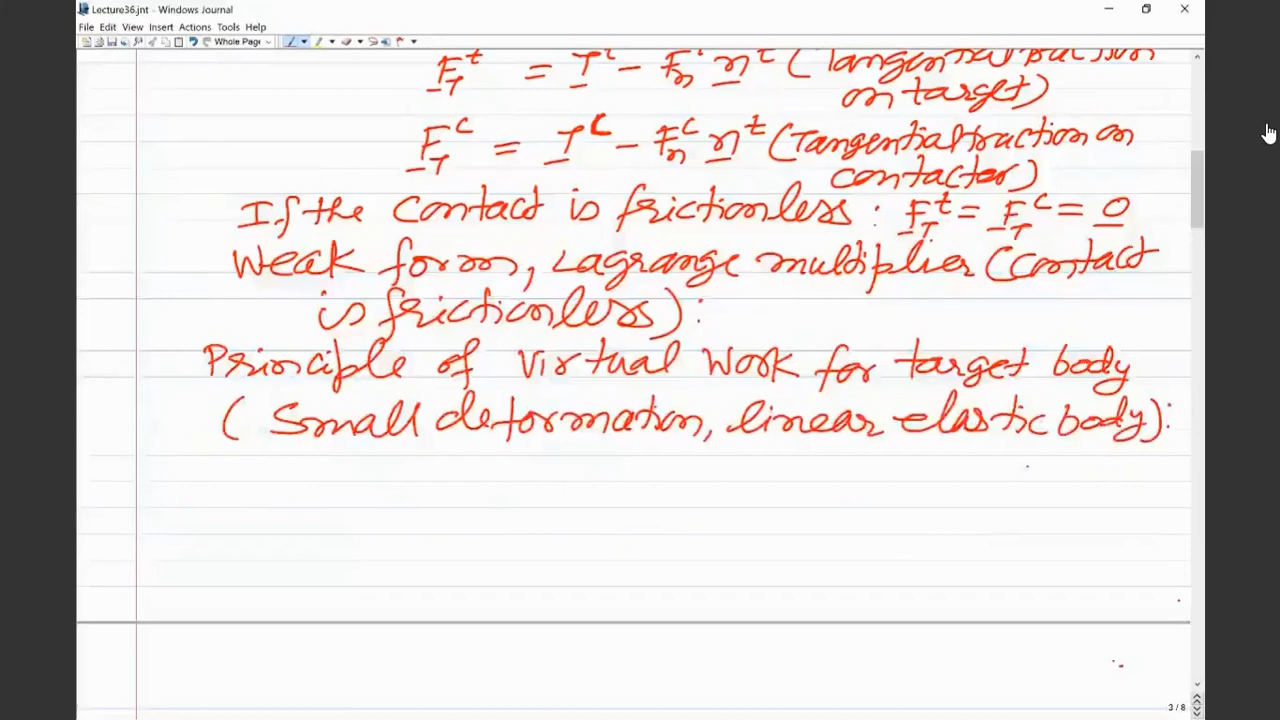 Lecture36.jnt - Windows Journal
File Edit View Insert Actions Tools Help
Whole Page
F_T^t = T^t - F_n^t n^t (Tangential traction
on target)
F_T^c = T^c - F_n^c n^t (Tangential traction on
contactor)
If the contact is frictionless : F_T^t = F_T^c = 0
Weak form, Lagrange multiplier (Contact
is frictionless) :
Principle of Virtual Work for target body
( Small deformation, linear elastic body) :
3 / 8